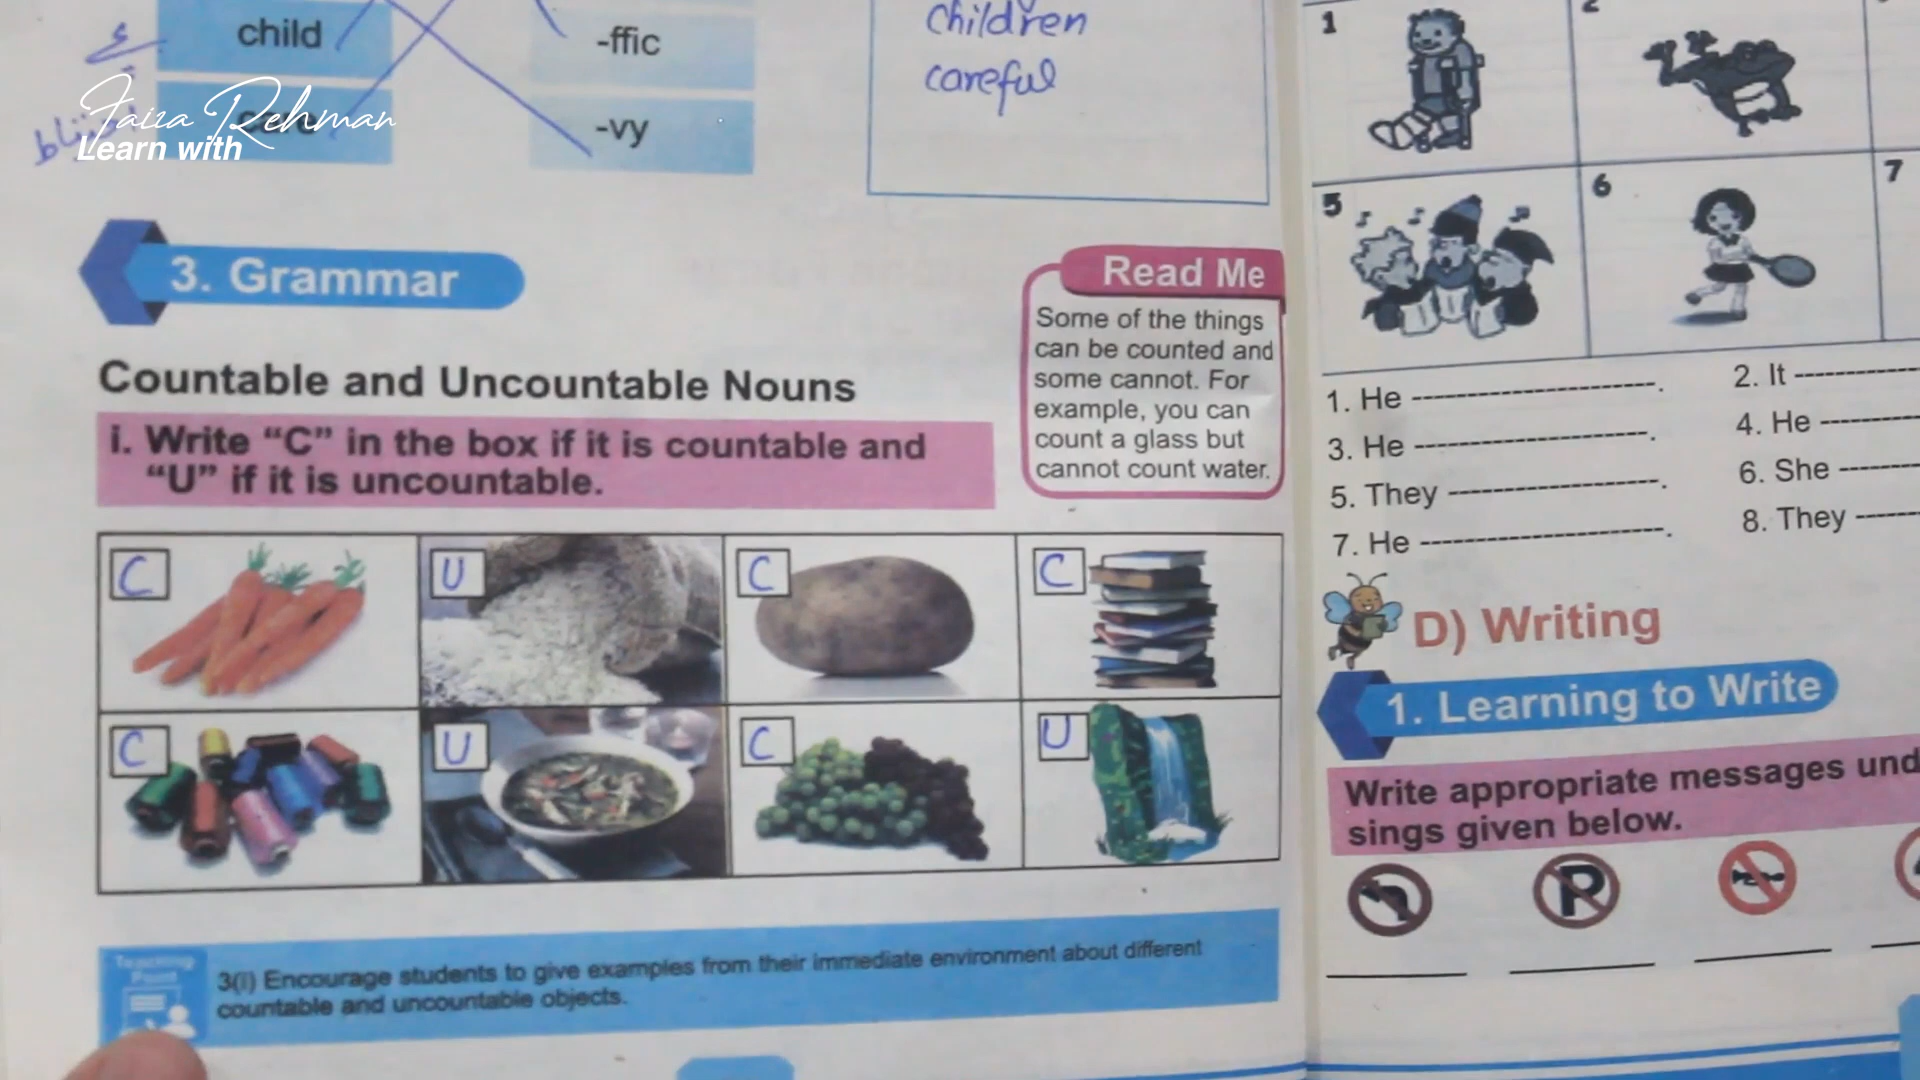 child
-ffic
children
careful
-vy
Faiza Rehman
Learn with
3. Grammar
Countable and Uncountable Nouns
i. Write “C” in the box if it is countable and
“U” if it is uncountable.
Read Me
Some of the things
can be counted and
some cannot. For
example, you can
count a glass but
cannot count water.
C
U
C
C
C
U
C
U
Teaching
Point
3(i) Encourage students to give examples from their immediate environment about different
countable and uncountable objects.
1
2
5
6
7
1. He
2. It
3. He
4. He
5. They
6. She
7. He
8. They
D) Writing
1. Learning to Write
Write appropriate messages
sings given below.
P